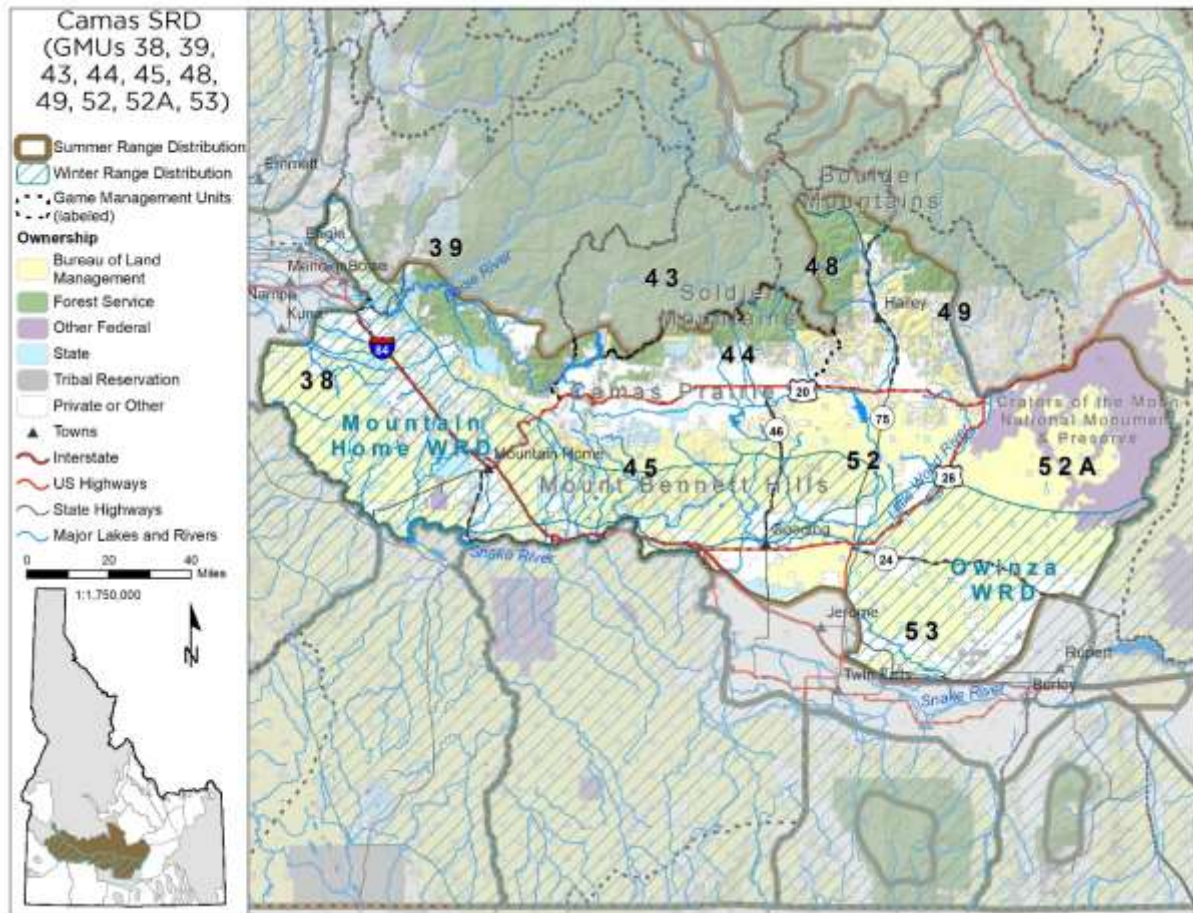 Camas SRD
(GMUs 38, 39,
43, 44, 45, 48,
49, 52, 52A, 53)
Summer Range Distribution
Winter Range Distribution
Game Management Units
(labeled)
Ownership
Bureau of Land
Management
Forest Service
Other Federal
State
Tribal Reservation
Private or Other
Towns
Interstate
US Highways
State Highways
Major Lakes and Rivers
0 20 40
Miles
1:1,750,000
N
Emmett
Eagle
Meridian Boise
Nampa
Kuna
39
Boise River
43
Soldier
Mountains
Boulder
Mountains
48
Hailey
49
84
38
44
Camas Prairie
20
Craters of the Moon
National Monument
& Preserve
Mountain
Home WRD
Mountain Home
46
75
45
52
52A
Mount Bennett Hills
Little Wood River
26
Gooding
Snake River
24
Owinza
WRD
Jerome
53
Rupert
Twin Falls
Burley
Snake River